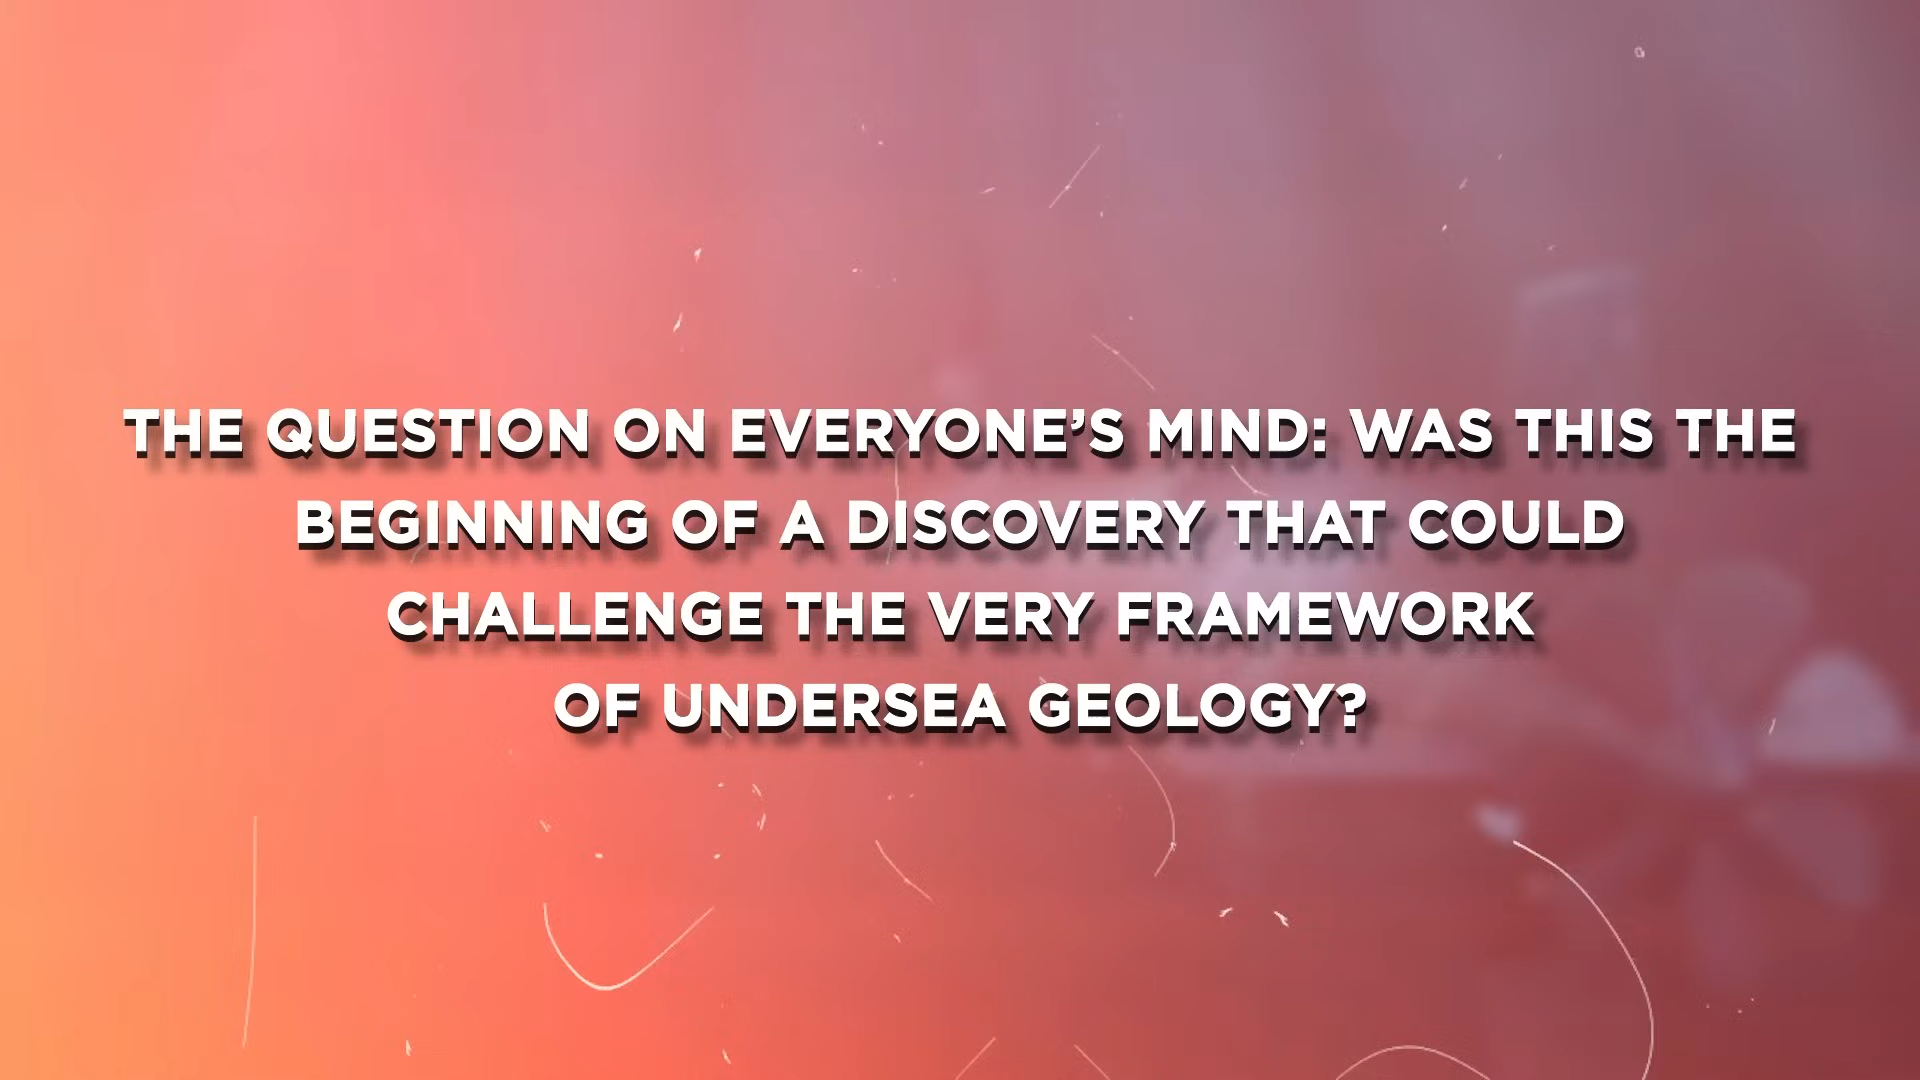 THE QUESTION ON EVERYONE’S MIND: WAS THIS THE
BEGINNING OF A DISCOVERY THAT COULD
CHALLENGE THE VERY FRAMEWORK
OF UNDERSEA GEOLOGY?